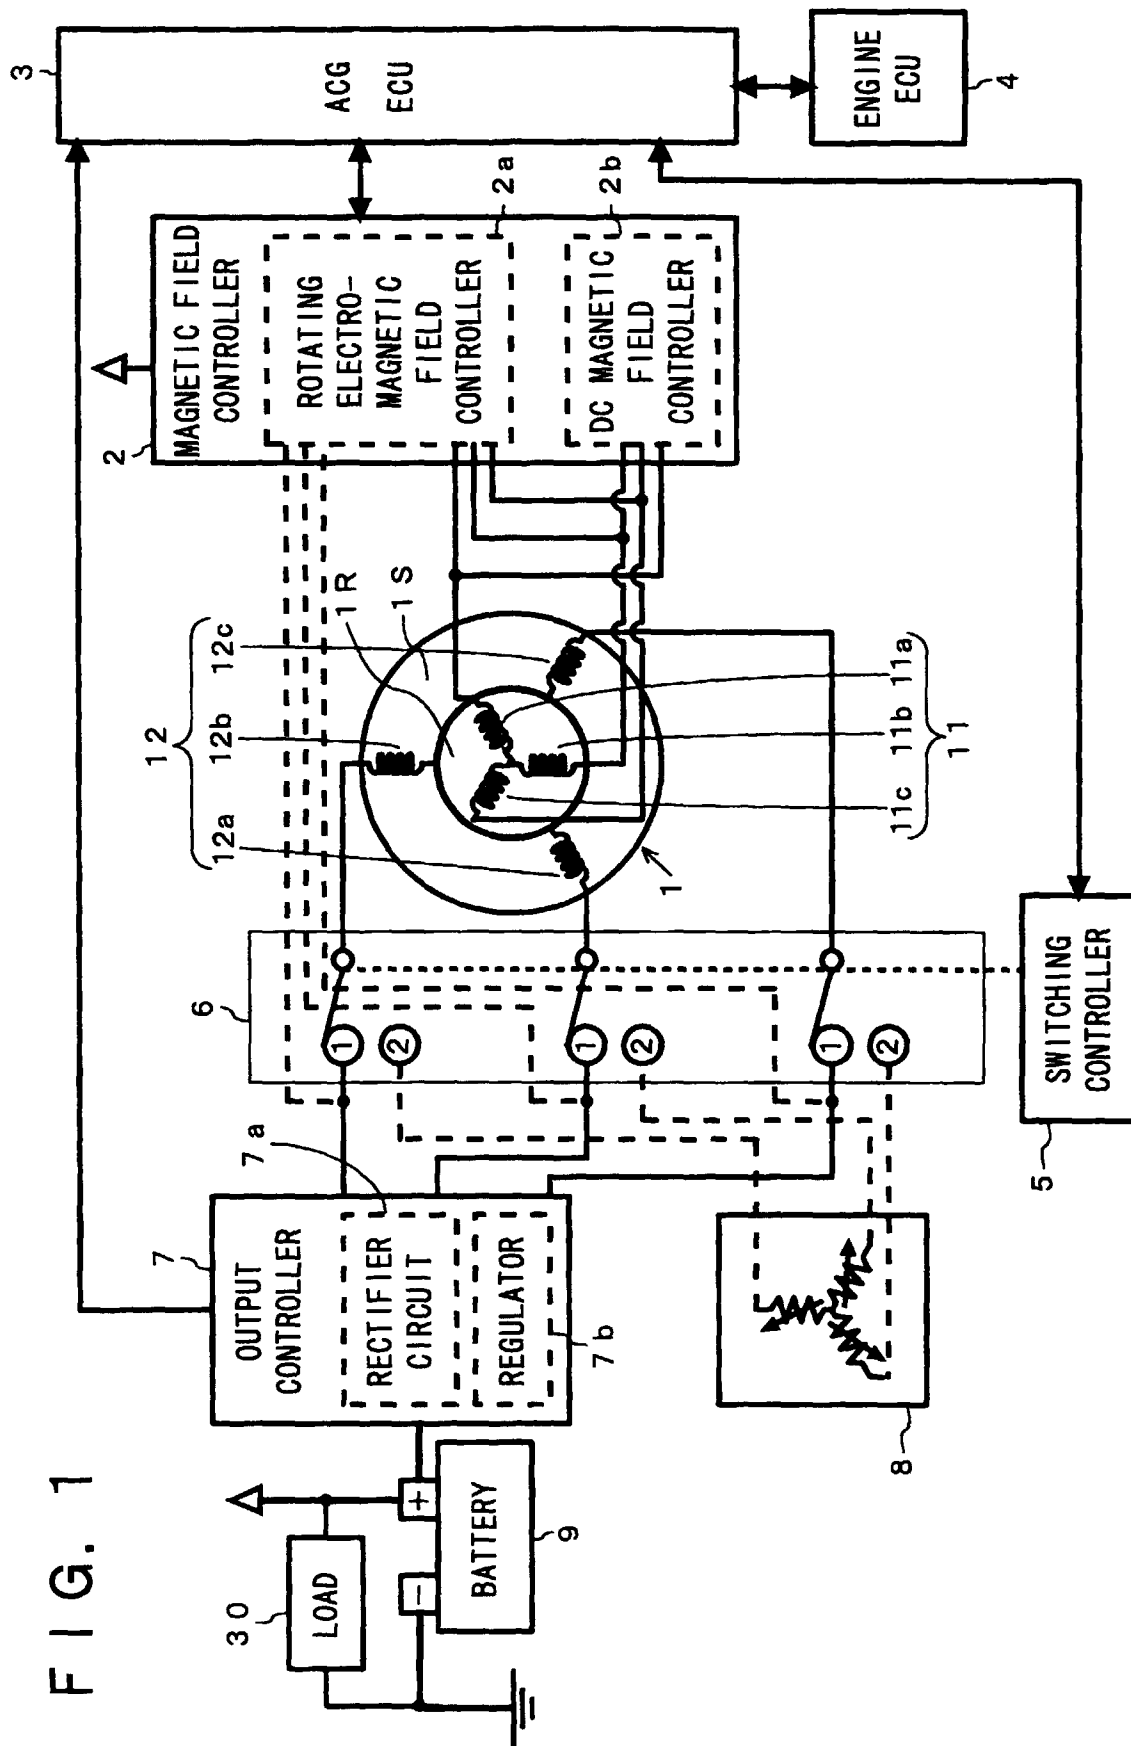 FIG. 1
3
ACG
ECU
ENGINE
ECU
4
2
MAGNETIC FIELD
CONTROLLER
ROTATING
ELECTRO-
MAGNETIC
FIELD
CONTROLLER
2a
DC MAGNETIC
FIELD
CONTROLLER
2b
12
12a
12b
12c
1R
1S
11a
11b
11c
11
1
6
1
2
1
2
1
2
SWITCHING
CONTROLLER
5
7
OUTPUT
CONTROLLER
7a
RECTIFIER
CIRCUIT
REGULATOR
7b
8
30
LOAD
+
−
BATTERY
9